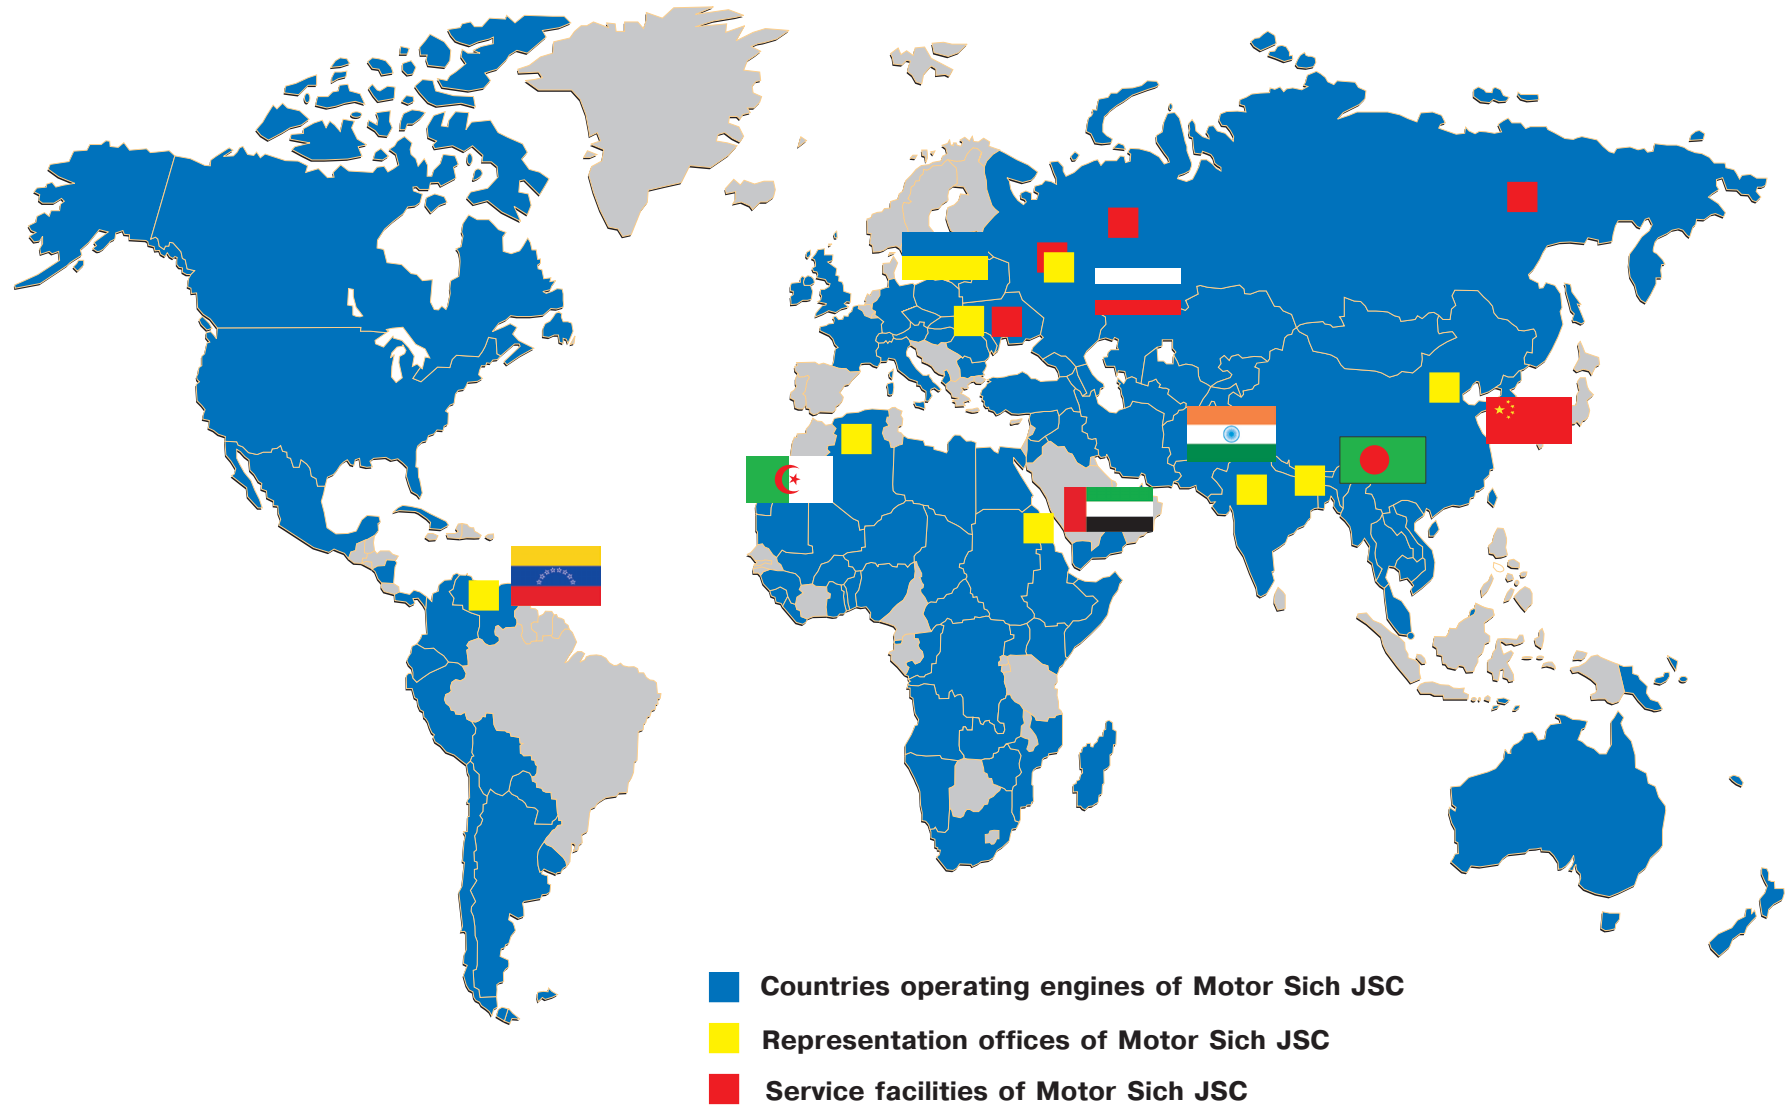 Countries operating engines of Motor Sich JSC
Representation offices of Motor Sich JSC
Service facilities of Motor Sich JSC